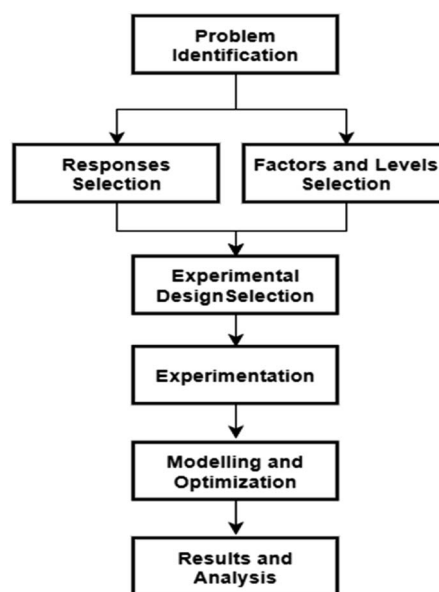 Problem
Identification
Responses
Selection
Factors and Levels
Selection
Experimental
DesignSelection
Experimentation
Modelling and
Optimization
Results and
Analysis